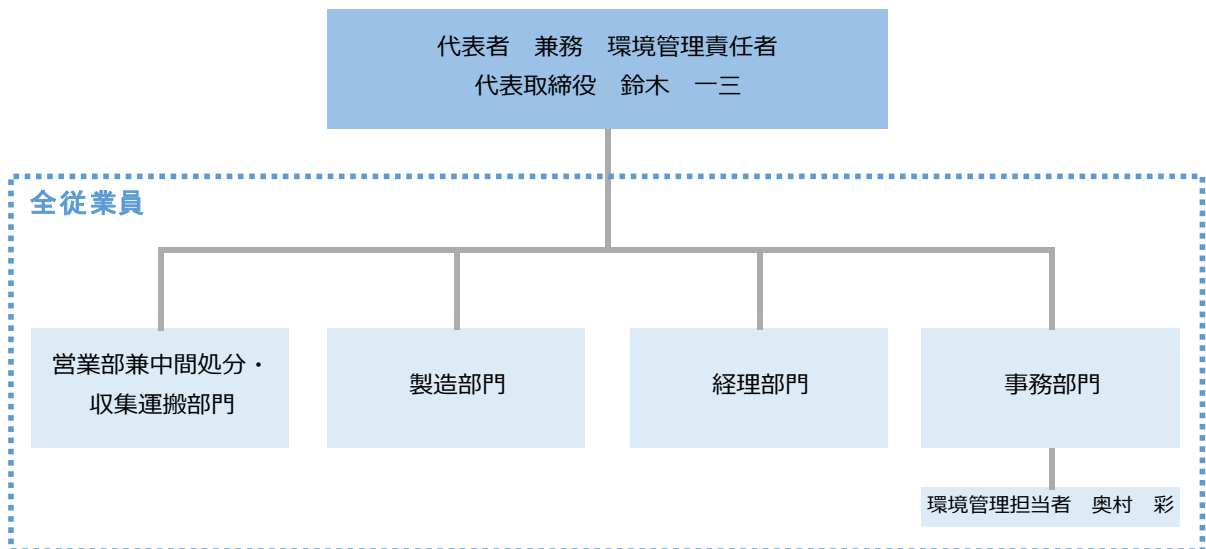 代表者　兼務　環境管理責任者
代表取締役　鈴木　一三
全従業員
営業部兼中間処分・
収集運搬部門
製造部門
経理部門
事務部門
環境管理担当者　奥村　彩